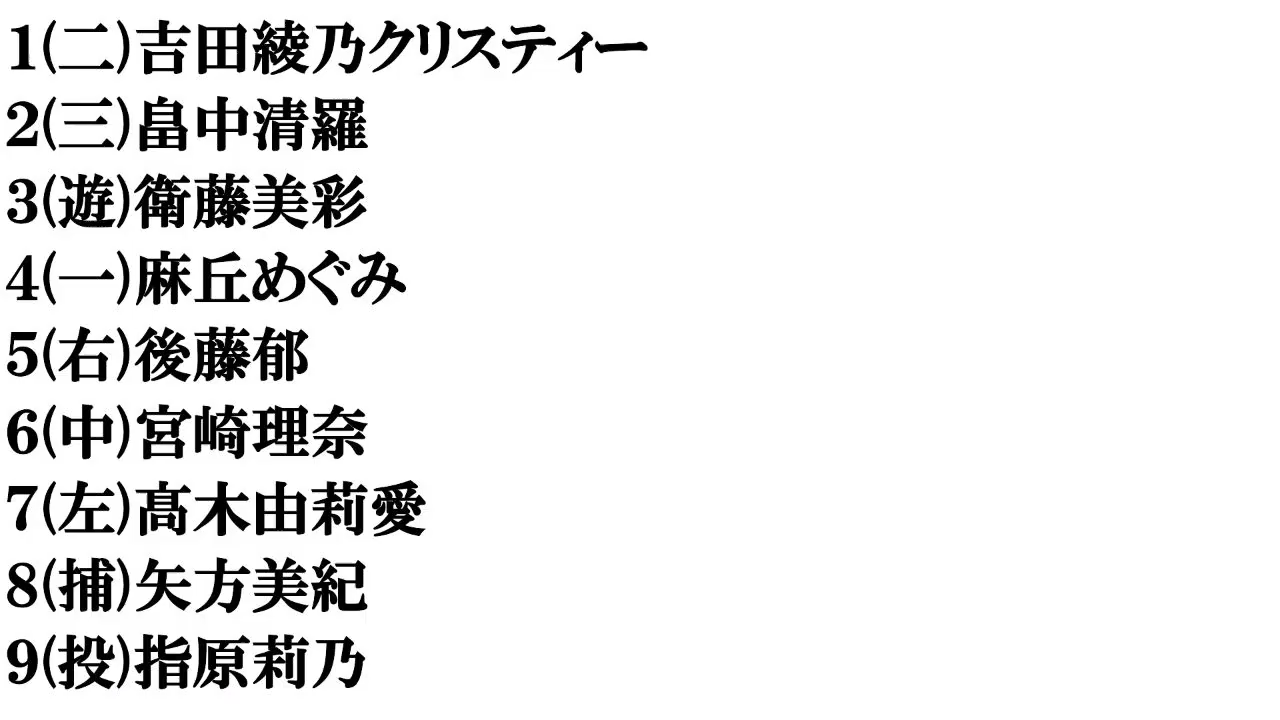 1(二)吉田綾乃クリスティー
2(三)畠中清羅
3(遊)衛藤美彩
4(一)麻丘めぐみ
5(右)後藤郁
6(中)宮崎理奈
7(左)髙木由莉愛
8(捕)矢方美紀
9(投)指原莉乃